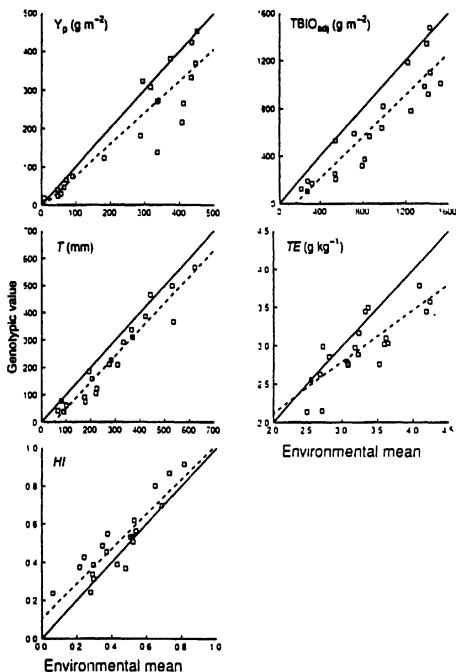 Y_p (g m⁻²)
500
400
300
200
100
0
0 100 200 300 400 500
TBIO_adj (g m⁻²)
1600
1200
800
400
0
0 400 800 1200 1600
T (mm)
700
600
500
400
300
200
100
0
0 100 200 300 400 500 600 700
TE (g kg⁻¹)
4 5
4.0
3 5
3.0
2 5
2.0
2 0 2.5 3.0 3.5 4.0 4.5
Environmental mean
Genotypic value
HI
1.0
0.8
0.6
0.4
0.2
0.0
0 0 0 2 0 4 0 6 0 8 1 0
Environmental mean